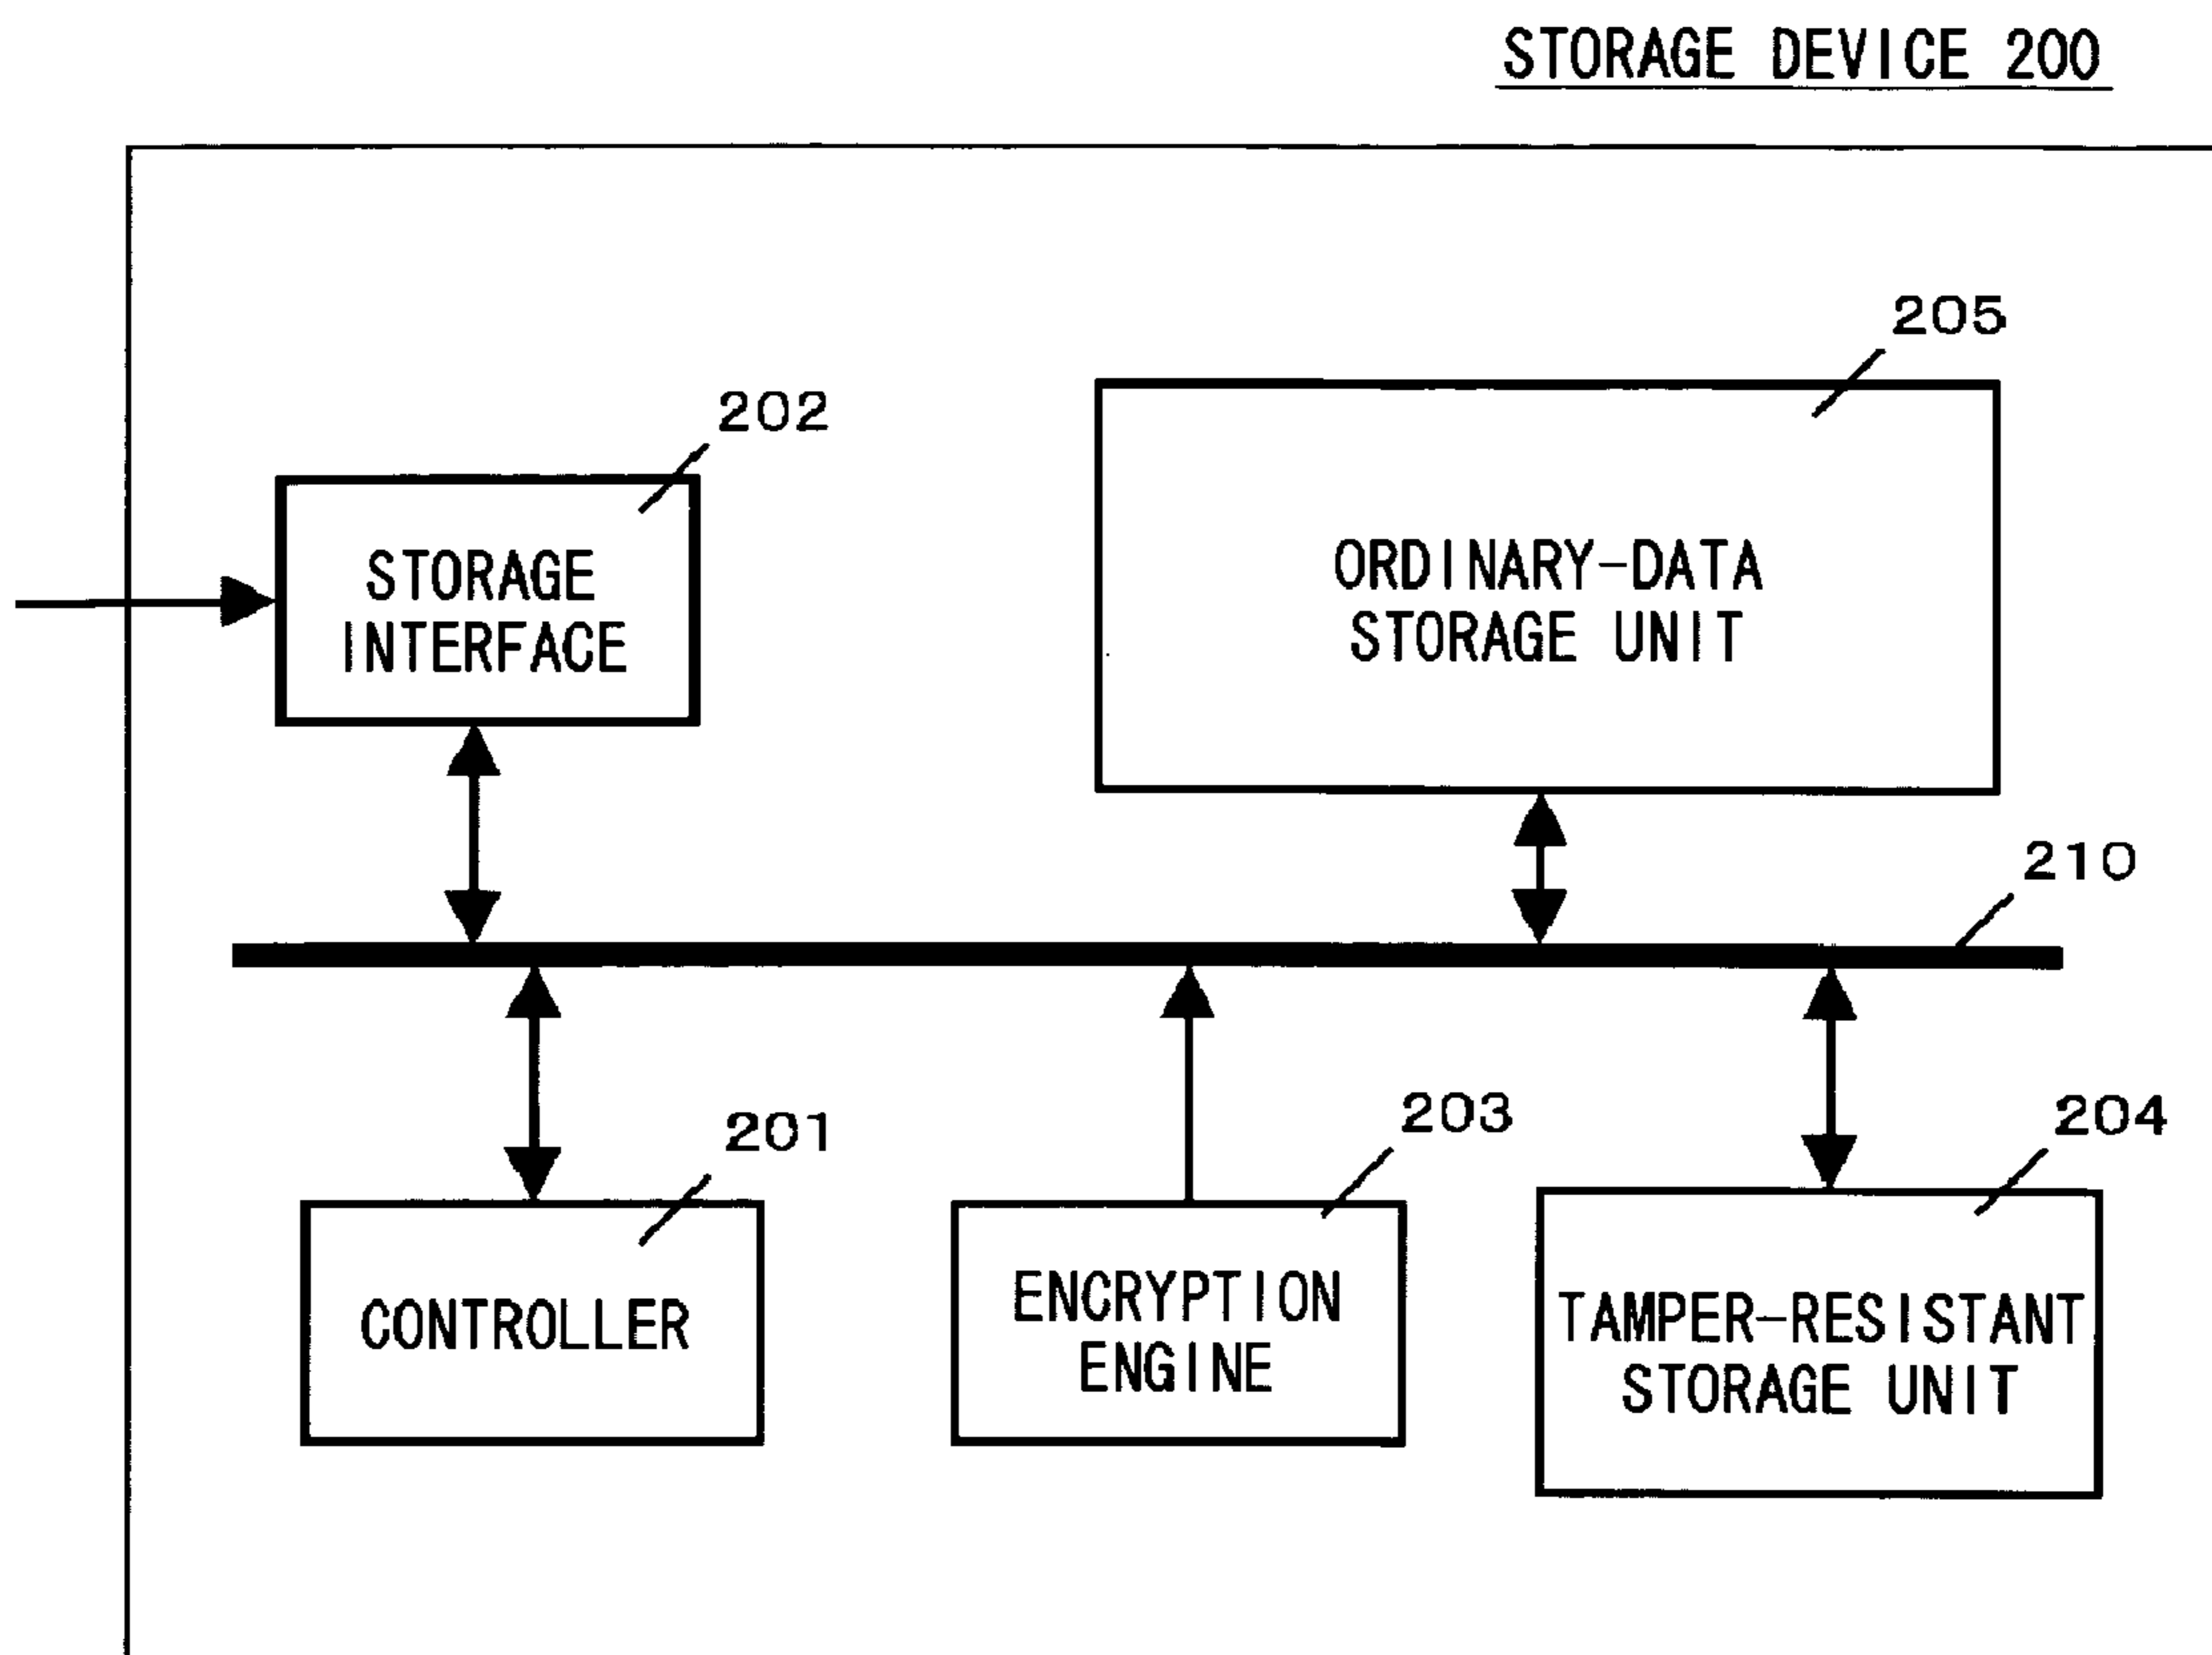 STORAGE DEVICE 200
205
202
STORAGE
INTERFACE
ORDINARY-DATA
STORAGE UNIT
210
201
203
204
CONTROLLER
ENCRYPTION
ENGINE
TAMPER-RESISTANT
STORAGE UNIT